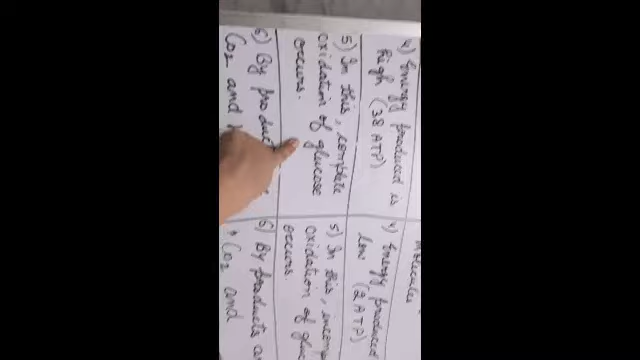 4) Energy produced is
high (38 ATP)
5) In this, complete
oxidation of glucose
occurs.
6) By
CO2 and
molecules
4) Energy produced
low (2 ATP)
5) In this,
oxidation of
occurs.
6) By products
CO2 and